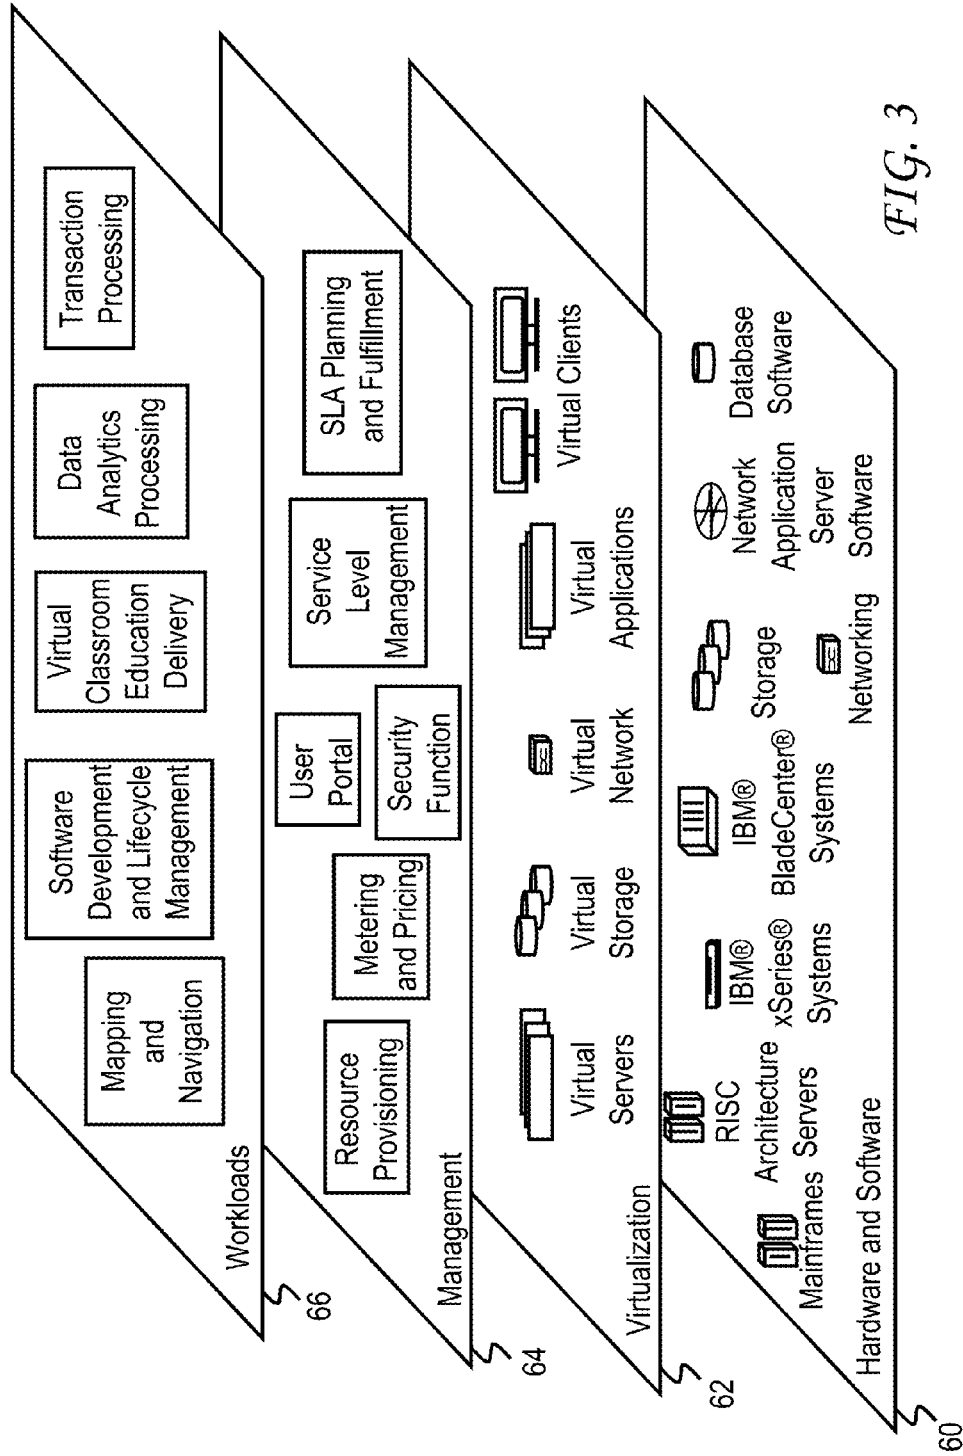 Mapping
and
Navigation
Software
Development
and Lifecycle
Management
Virtual
Classroom
Education
Delivery
Data
Analytics
Processing
Transaction
Processing
Workloads
66
Resource
Provisioning
Metering
and Pricing
User
Portal
Security
Function
Service
Level
Management
SLA Planning
and Fulfillment
Management
64
Virtual
Servers
Virtual
Storage
Virtual
Network
Virtual
Applications
Virtual Clients
Virtualization
62
Mainframes
RISC
Architecture
Servers
IBM®
xSeries®
Systems
IBM®
BladeCenter®
Systems
Storage
Networking
Network
Application
Server
Software
Database
Software
Hardware and Software
60
FIG. 3